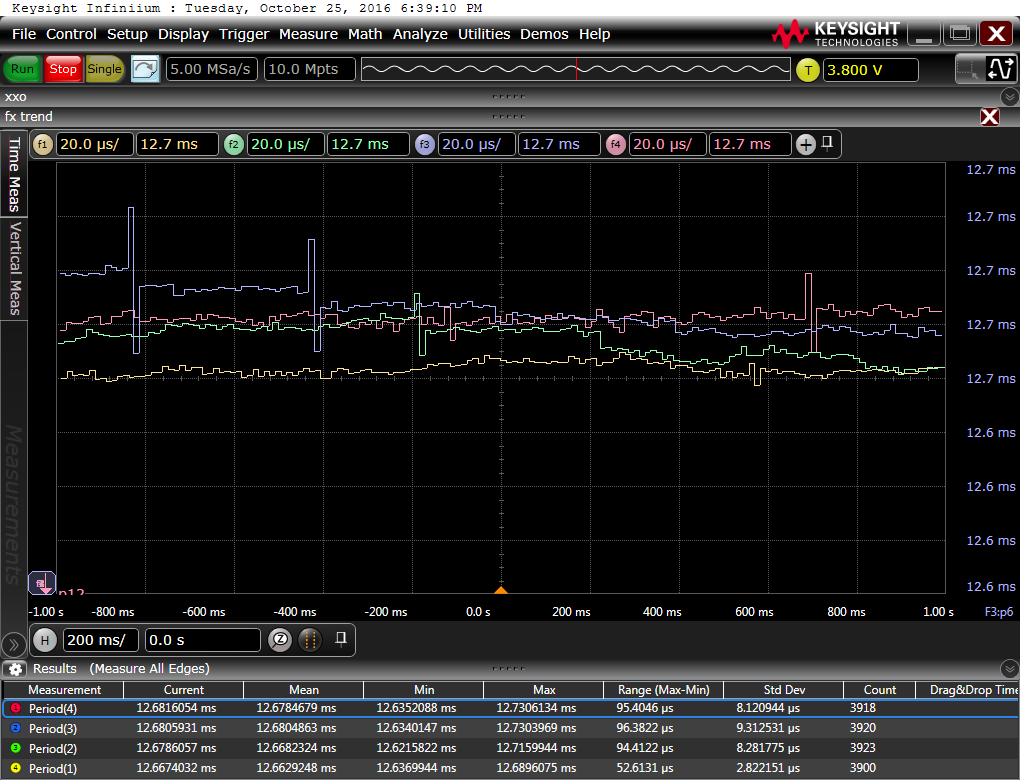 Keysight Infiniium : Tuesday, October 25, 2016 6:39:10 PM
File Control Setup Display Trigger Measure Math Analyze Utilities Demos Help
KEYSIGHT
TECHNOLOGIES
Run Stop Single 5.00 MSa/s 10.0 Mpts T 3.800 V
xxo
fx trend
f1 20.0 µs/ 12.7 ms f2 20.0 µs/ 12.7 ms f3 20.0 µs/ 12.7 ms f4 20.0 µs/ 12.7 ms
Time Meas
Vertical Meas
Measurements
12.7 ms
12.7 ms
12.7 ms
12.7 ms
12.7 ms
12.6 ms
12.6 ms
12.6 ms
12.6 ms
p12
-1.00 s -800 ms -600 ms -400 ms -200 ms 0.0 s 200 ms 400 ms 600 ms 800 ms 1.00 s F3:p6
H 200 ms/ 0.0 s Z
Results (Measure All Edges)
Measurement Current Mean Min Max Range (Max-Min) Std Dev Count Drag&Drop Time
1 Period(4) 12.6816054 ms 12.6784679 ms 12.6352088 ms 12.7306134 ms 95.4046 µs 8.120944 µs 3918
2 Period(3) 12.6805931 ms 12.6804863 ms 12.6340147 ms 12.7303970 ms 96.3822 µs 9.312531 µs 3920
3 Period(2) 12.6786057 ms 12.6682324 ms 12.6215822 ms 12.7159944 ms 94.4122 µs 8.281775 µs 3923
4 Period(1) 12.6674032 ms 12.6629248 ms 12.6369944 ms 12.6896075 ms 52.6131 µs 2.822151 µs 3900